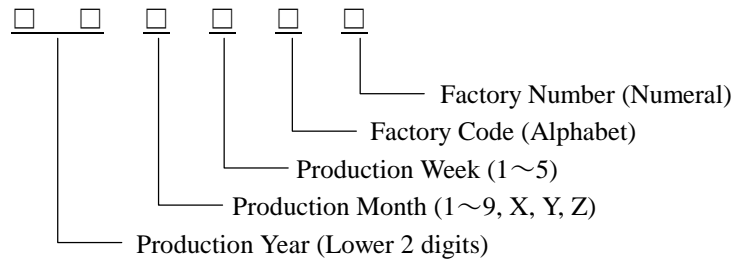 □ □ □ □ □ □
Factory Number (Numeral)
Factory Code (Alphabet)
Production Week (1～5)
Production Month (1～9, X, Y, Z)
Production Year (Lower 2 digits)